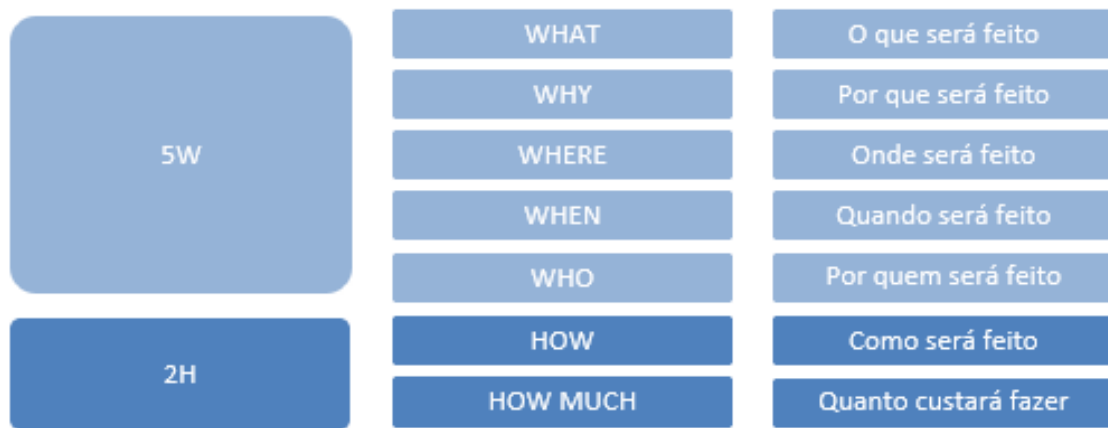 5W
WHAT
O que será feito
WHY
Por que será feito
WHERE
Onde será feito
WHEN
Quando será feito
WHO
Por quem será feito
2H
HOW
Como será feito
HOW MUCH
Quanto custará fazer